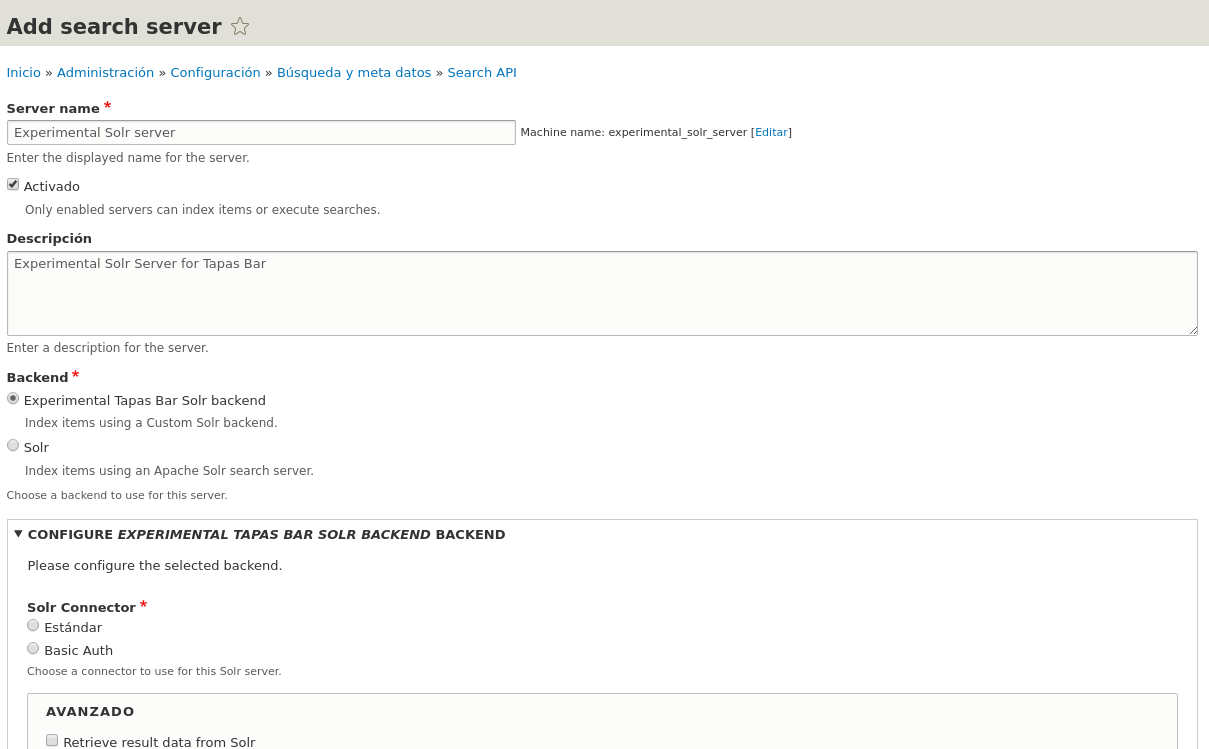 Add search server
Inicio » Administración » Configuración » Búsqueda y meta datos » Search API
Server name *
Experimental Solr server Machine name: experimental_solr_server [Editar]
Enter the displayed name for the server.
Activado
Only enabled servers can index items or execute searches.
Descripción
Experimental Solr Server for Tapas Bar
Enter a description for the server.
Backend *
Experimental Tapas Bar Solr backend
Index items using a Custom Solr backend.
Solr
Index items using an Apache Solr search server.
Choose a backend to use for this server.
CONFIGURE EXPERIMENTAL TAPAS BAR SOLR BACKEND BACKEND
Please configure the selected backend.
Solr Connector *
Estándar
Basic Auth
Choose a connector to use for this Solr server.
AVANZADO
Retrieve result data from Solr